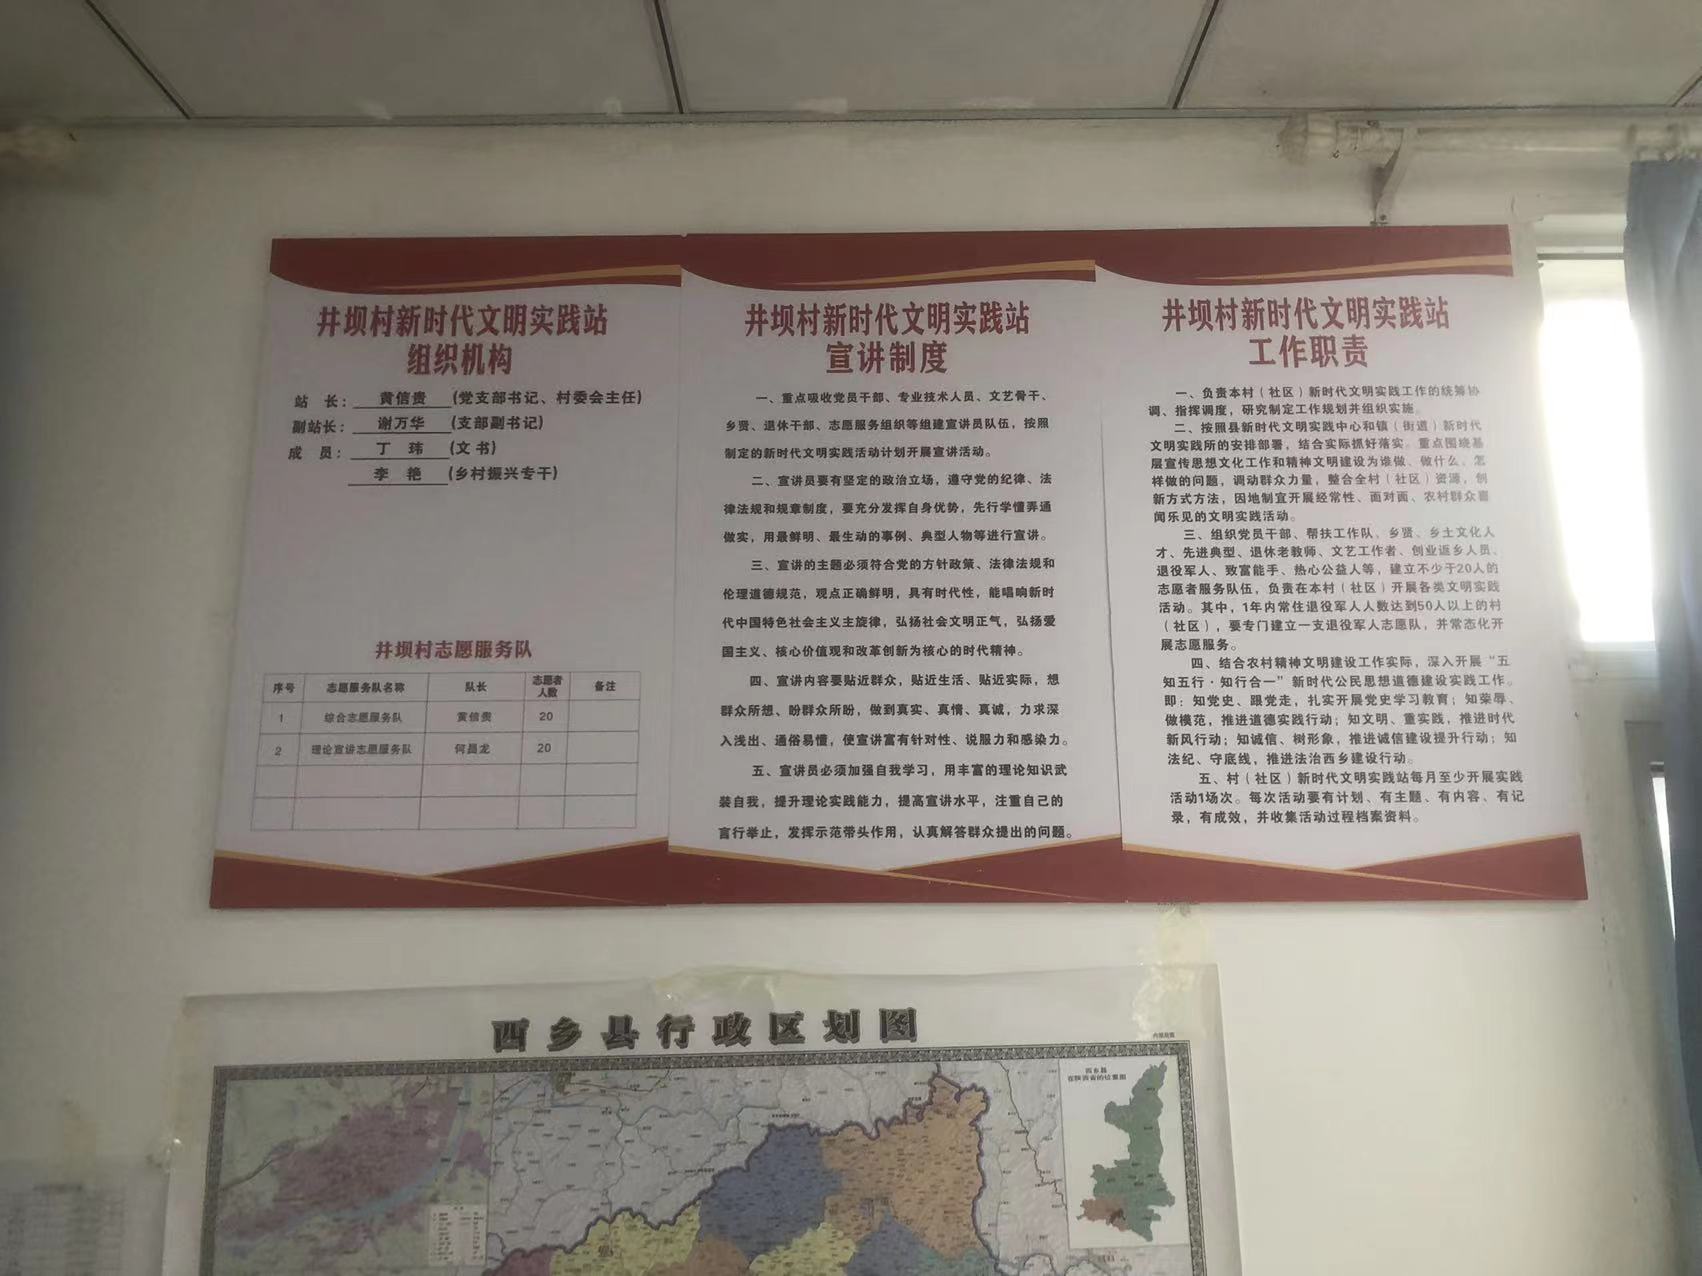 井坝村新时代文明实践站
组织机构
站 长：黄信贵（党支部书记、村委会主任）
副站长：谢万华（支部副书记）
成 员：丁 玮（文书）
李 艳（乡村振兴专干）
井坝村志愿服务队
序号 志愿服务队名称 队长 志愿者人数 备注
1 综合志愿服务队 黄信贵 20
2 理论宣讲志愿服务队 何昌龙 20
井坝村新时代文明实践站
宣讲制度
一、重点吸收党员干部、专业技术人员、文艺骨干、
乡贤、退休干部、志愿服务组织等组建宣讲员队伍，按照
制定的新时代文明实践活动计划开展宣讲活动。
二、宣讲员要有坚定的政治立场，遵守党的纪律、法
律法规和规章制度，要充分发挥自身优势，先行学懂弄通
做实，用最鲜明、最生动的事例、典型人物等进行宣讲。
三、宣讲的主题必须符合党的方针政策、法律法规和
伦理道德规范，观点正确鲜明，具有时代性，能唱响新时
代中国特色社会主义主旋律，弘扬社会文明正气，弘扬爱
国主义、核心价值观和改革创新为核心的时代精神。
四、宣讲内容要贴近群众，贴近生活、贴近实际，想
群众所想、盼群众所盼，做到真实、真情、真诚，力求深
入浅出、通俗易懂，使宣讲富有针对性、说服力和感染力。
五、宣讲员必须加强自我学习，用丰富的理论知识武
装自我，提升理论实践能力，提高宣讲水平，注重自己的
言行举止，发挥示范带头作用，认真解答群众提出的问题。
井坝村新时代文明实践站
工作职责
一、负责本村（社区）新时代文明实践工作的统筹协
调、指挥调度，研究制定工作规划并组织实施。
二、按照县新时代文明实践中心和镇（街道）新时代
文明实践所的安排部署，结合实际抓好落实。重点围绕基
层宣传思想文化工作和精神文明建设为谁做、做什么、怎
样做的问题，调动群众力量，整合全村（社区）资源，创
新方式方法，因地制宜开展经常性、面对面、农村群众喜
闻乐见的文明实践活动。
三、组织党员干部、帮扶工作队、乡贤、乡土文化人
才、先进典型、退休老教师、文艺工作者、创业返乡人员、
退役军人、致富能手、热心公益人等，建立不少于20人的
志愿者服务队伍，负责在本村（社区）开展各类文明实践
活动。其中，1年内常住退役军人人数达到50人以上的村
（社区），要专门建立一支退役军人志愿队，并常态化开
展志愿服务。
四、结合农村精神文明建设工作实际，深入开展“五
知五行·知行合一”新时代公民思想道德建设实践工作。
即：知党史、跟党走，扎实开展党史学习教育；知荣辱、
做模范，推进道德实践行动；知文明、重实践，推进时代
新风行动；知诚信、树形象，推进诚信建设提升行动；知
法纪、守底线，推进法治西乡建设行动。
五、村（社区）新时代文明实践站每月至少开展实践
活动1场次。每次活动要有计划、有主题、有内容、有记
录，有成效，并收集活动过程档案资料。
西乡县行政区划图
西乡县
在陕西省的位置图